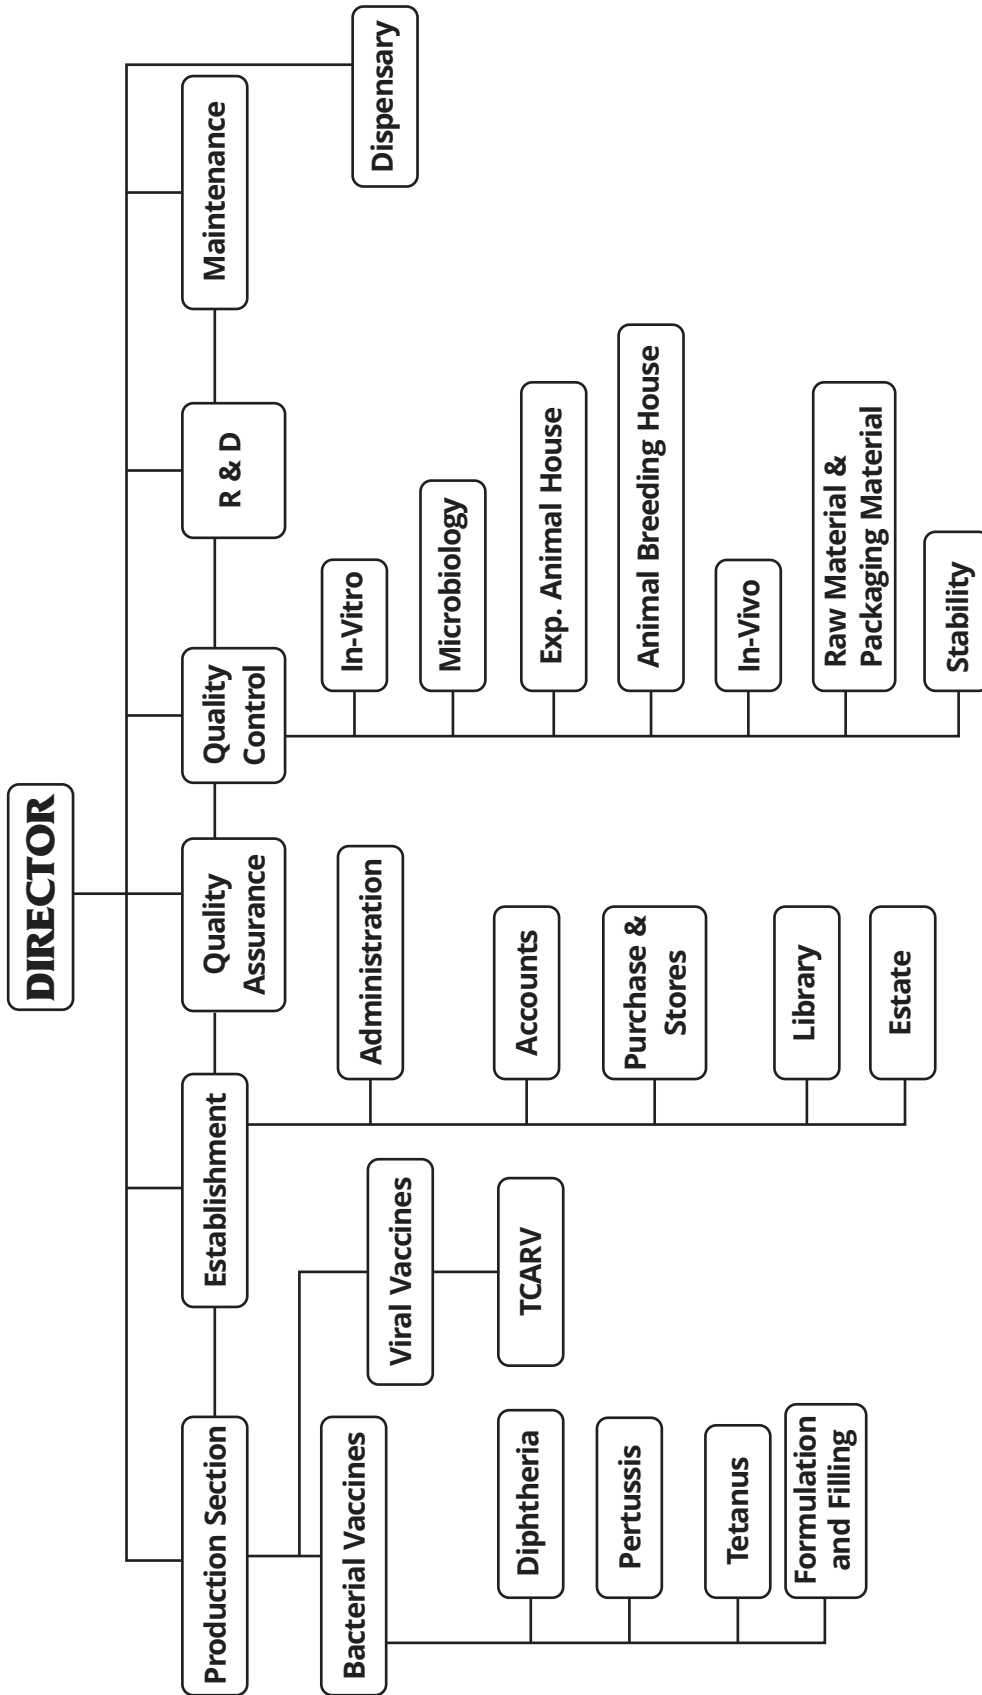 DIRECTOR
Production Section
Establishment
Quality
Assurance
Quality
Control
R & D
Maintenance
Dispensary
Bacterial Vaccines
Diphtheria
Pertussis
Tetanus
Formulation
and Filling
Viral Vaccines
TCARV
Administration
Accounts
Purchase &
Stores
Library
Estate
In-Vitro
Microbiology
Exp. Animal House
Animal Breeding House
In-Vivo
Raw Material &
Packaging Material
Stability